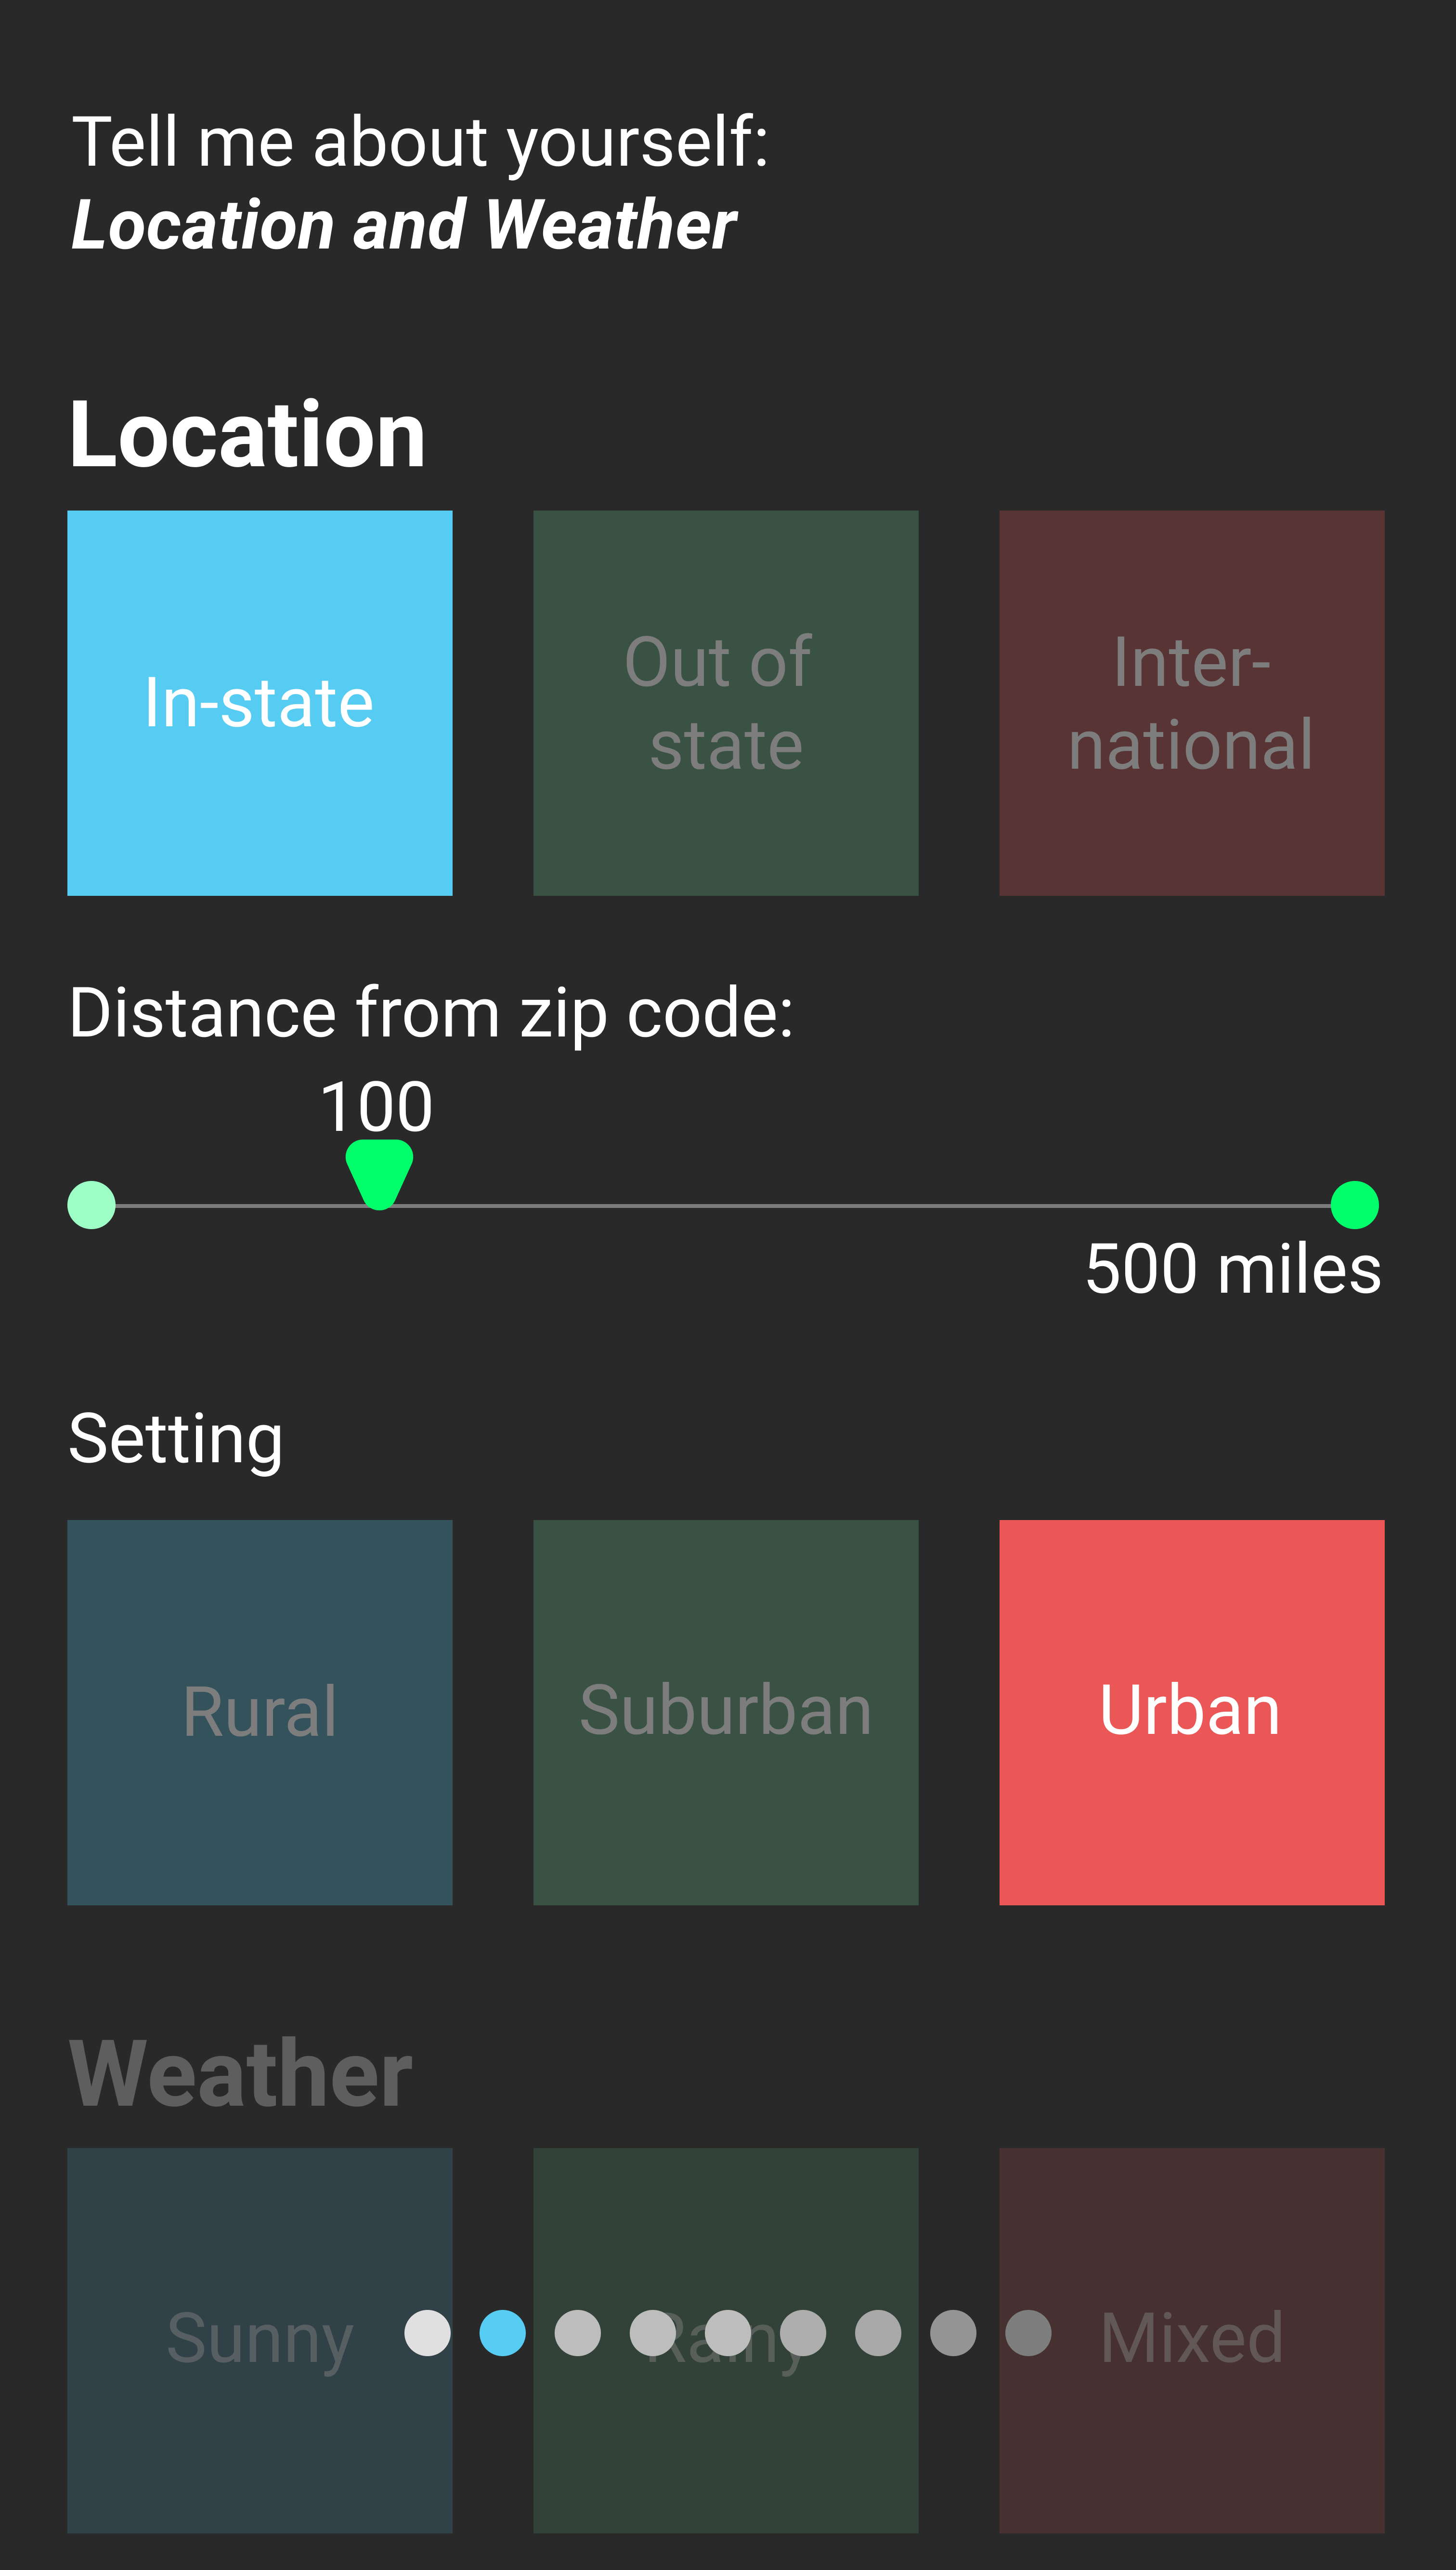 Tell me about yourself:
Location and Weather
Location
In-state
Out of
state
Inter-
national
Distance from zip code:
100
500 miles
Setting
Rural
Suburban
Urban
Weather
Sunny
Rainy
Mixed